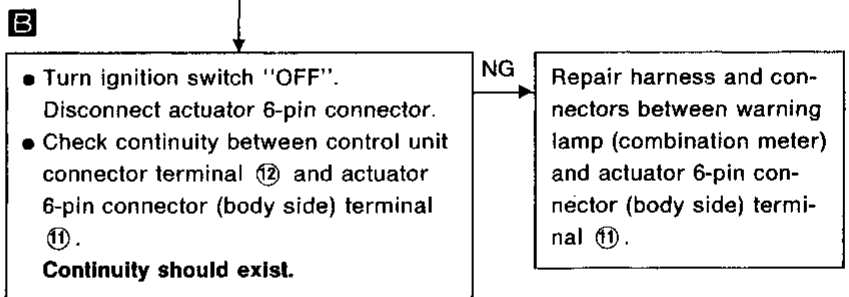 B
● Turn ignition switch "OFF".
Disconnect actuator 6-pin connector.
● Check continuity between control unit
connector terminal ⑫ and actuator
6-pin connector (body side) terminal
⑪.
Continuity should exist.
NG
Repair harness and con-
nectors between warning
lamp (combination meter)
and actuator 6-pin con-
nector (body side) termi-
nal ⑪.